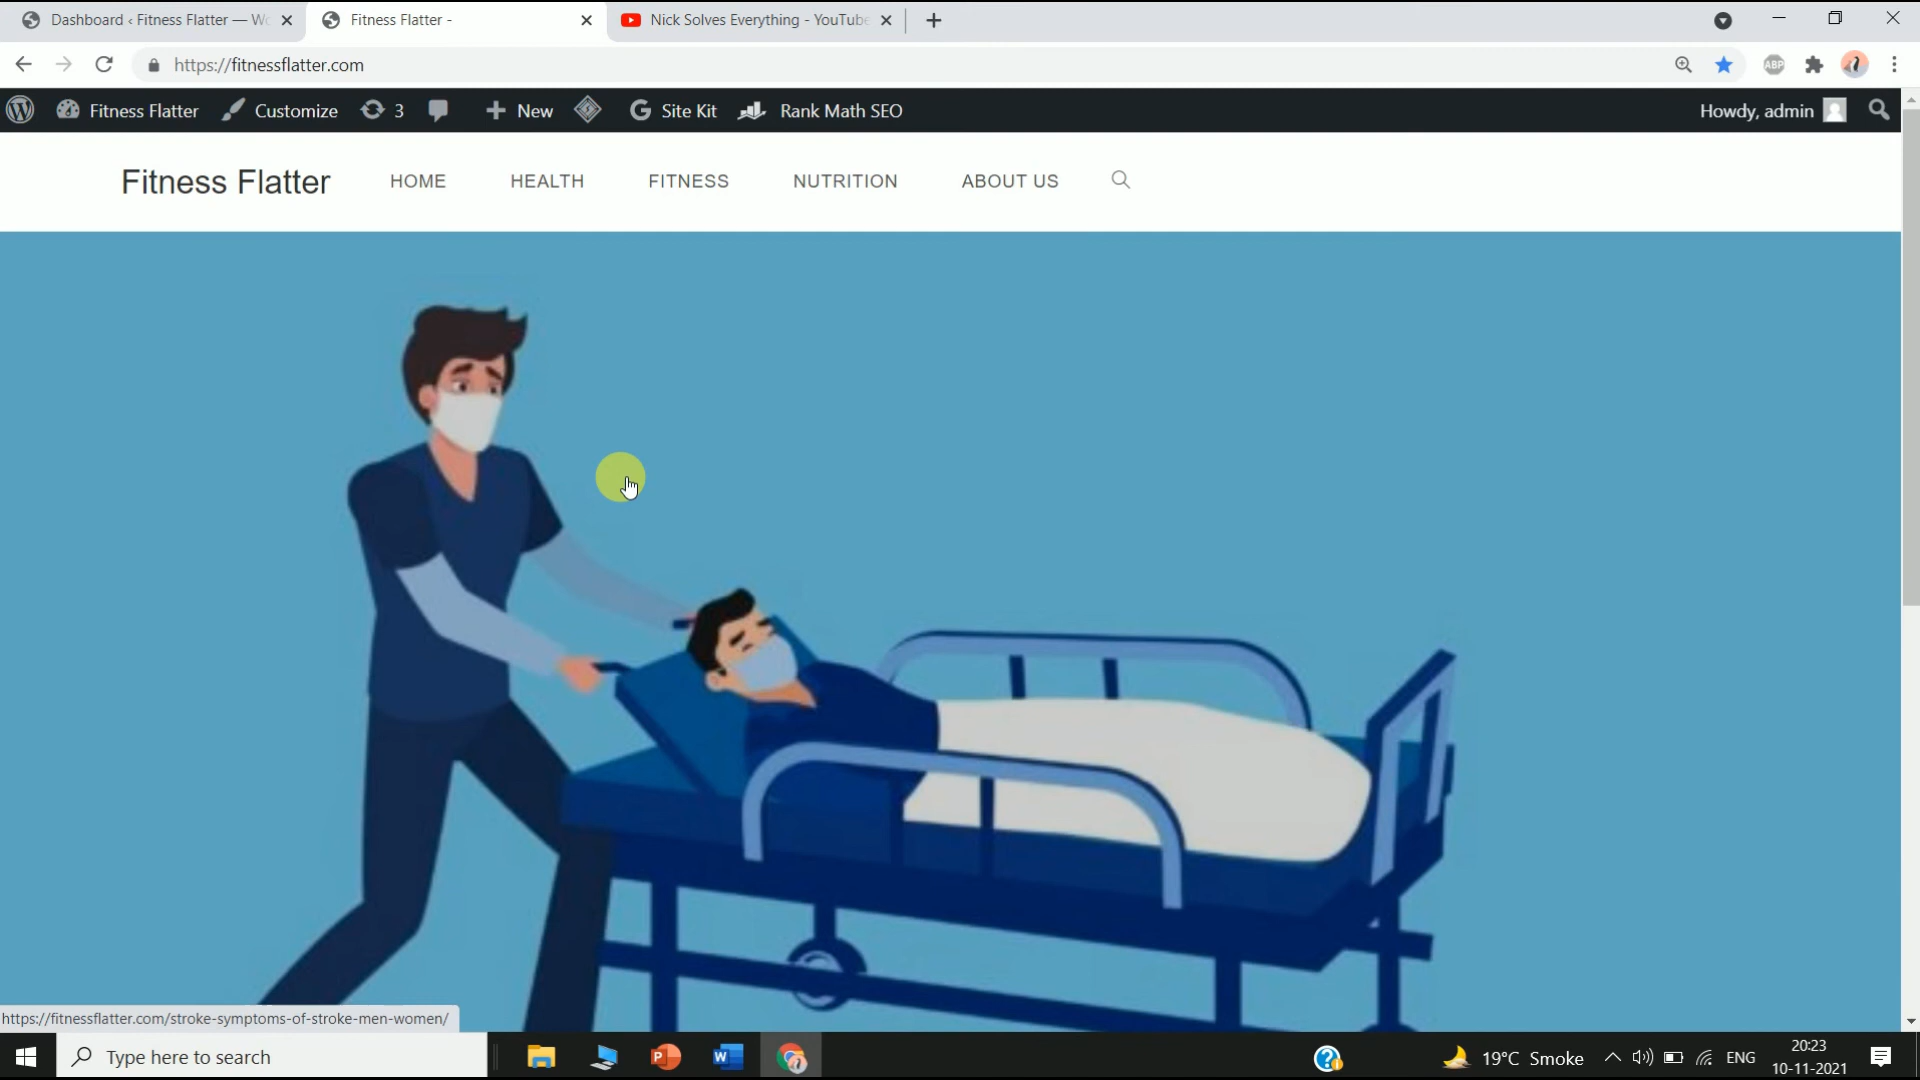 Dashboard ‹ Fitness Flatter — Wo
Fitness Flatter -
Nick Solves Everything - YouTube
https://fitnessflatter.com
ABP
Fitness Flatter
Customize
3
New
Site Kit
Rank Math SEO
Howdy, admin
Fitness Flatter
HOME
HEALTH
FITNESS
NUTRITION
ABOUT US
https://fitnessflatter.com/stroke-symptoms-of-stroke-men-women/
Type here to search
19°C Smoke
ENG
20:23
10-11-2021